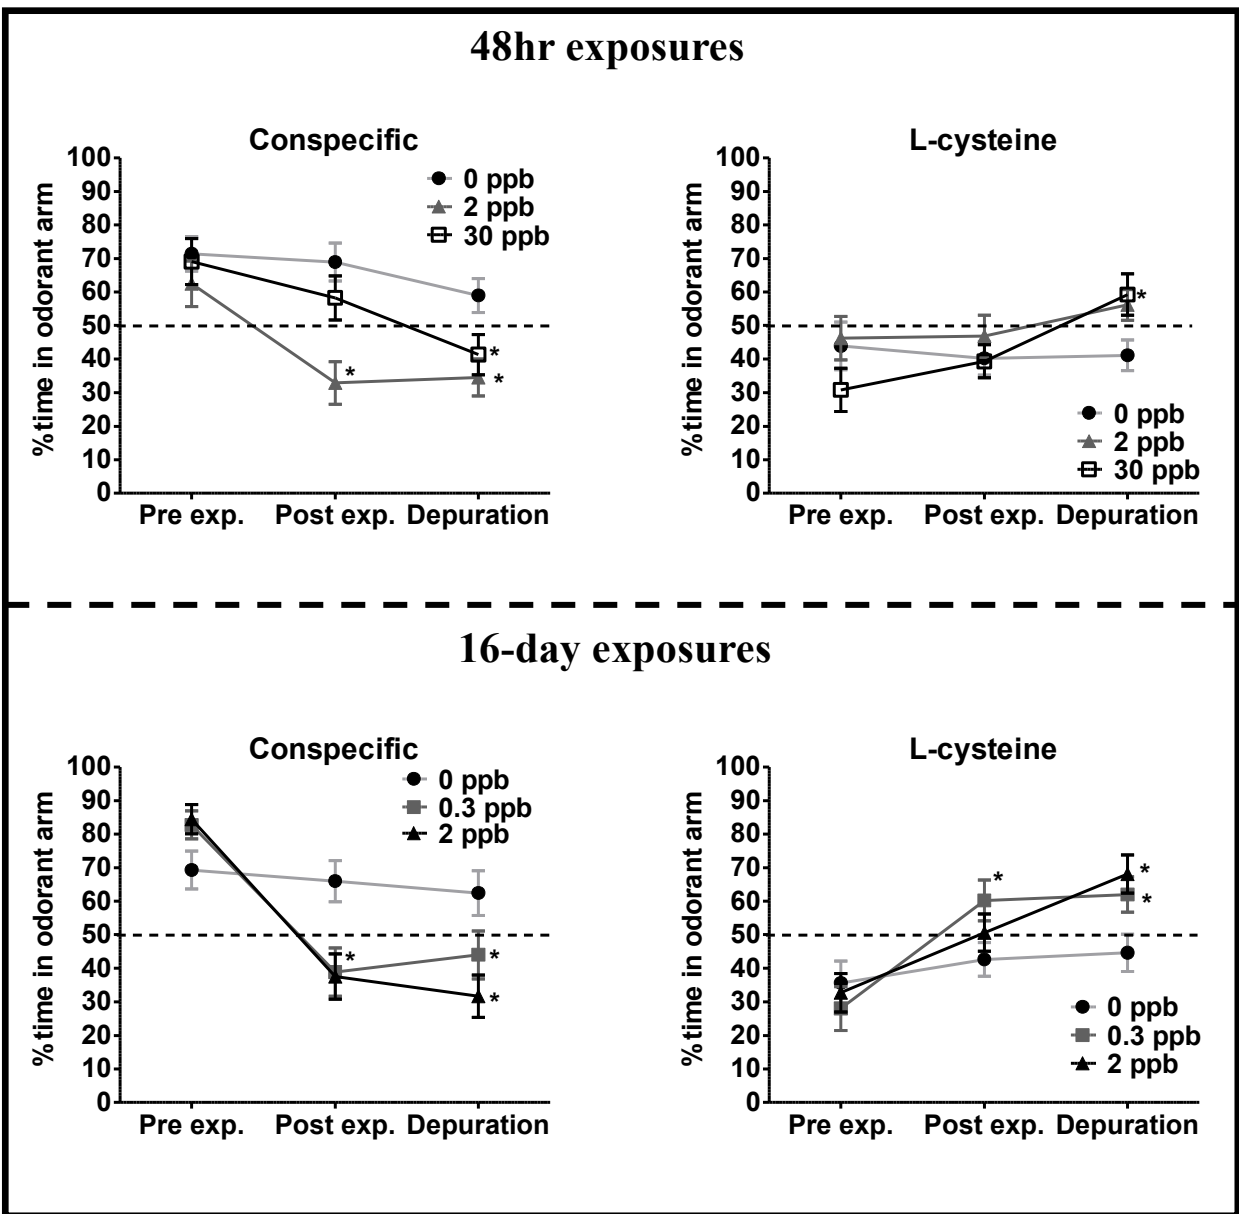 48hr exposures
Conspecific
100
90
80
70
60
50
40
30
20
10
0
%time in odorant arm
0 ppb
2 ppb
30 ppb
*
*
*
Pre exp. Post exp. Depuration
L-cysteine
100
90
80
70
60
50
40
30
20
10
0
%time in odorant arm
*
0 ppb
2 ppb
30 ppb
Pre exp. Post exp. Depuration
16-day exposures
Conspecific
100
90
80
70
60
50
40
30
20
10
0
%time in odorant arm
0 ppb
0.3 ppb
2 ppb
*
*
*
Pre exp. Post exp. Depuration
L-cysteine
100
90
80
70
60
50
40
30
20
10
0
%time in odorant arm
*
*
*
0 ppb
0.3 ppb
2 ppb
Pre exp. Post exp. Depuration